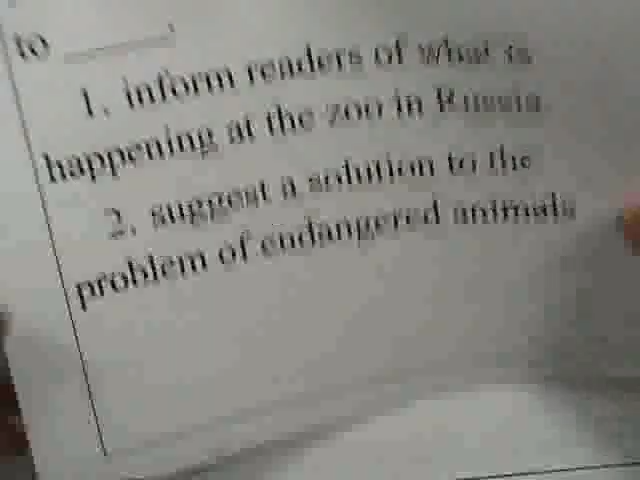 to ______.
1. inform readers of what is
happening at the zoo in Russia
2. suggest a solution to the
problem of endangered animals